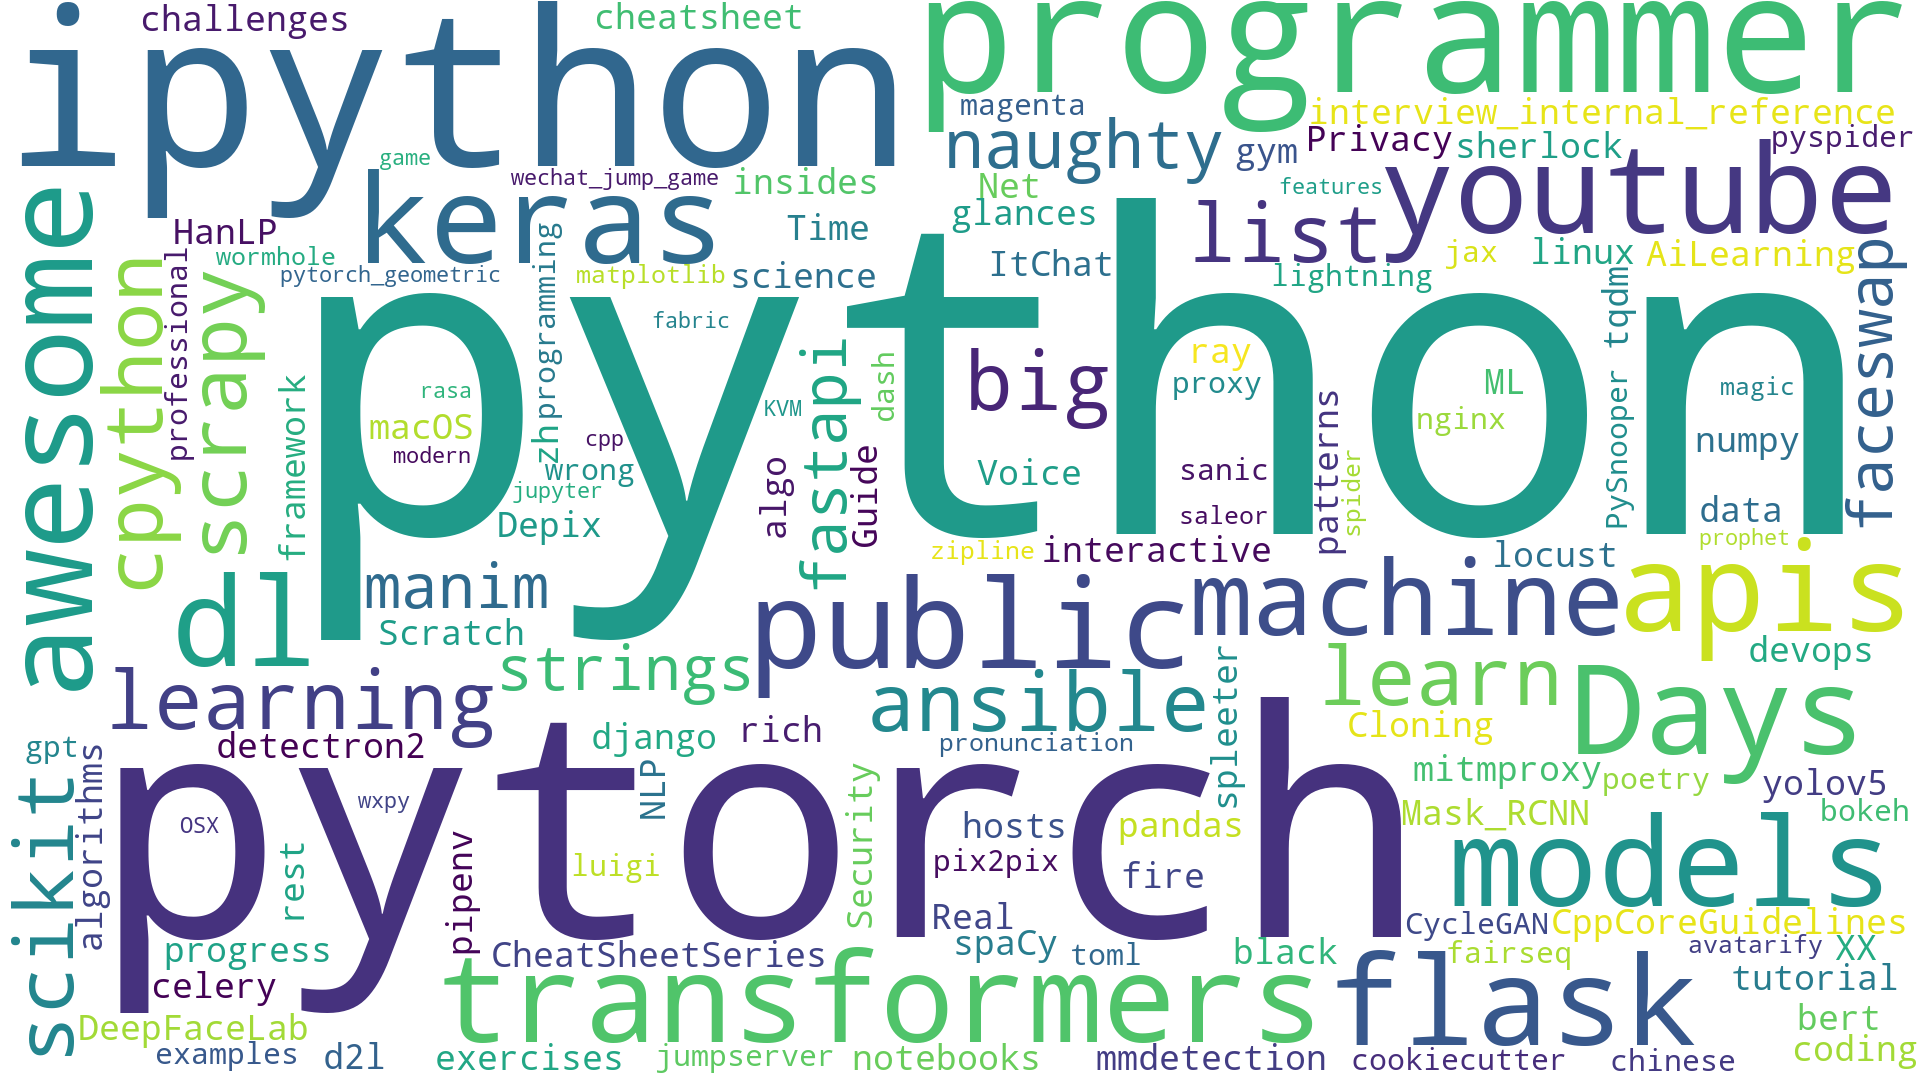 challenges
cheatsheet
ipython
programmer
magenta
interview_internal_reference
naughty
gym
Privacy
sherlock
pyspider
game
wechat_jump_game
insides
Net
features
youtube
awesome
keras
glances
list
HanLP
Time
wormhole
professional
pytorch_geometric
zhprogramming
matplotlib
science
ItChat
lightning
jax
linux
AiLearning
cpython
scrapy
python
fabric
tqdm
faceswap
framework
rasa
macOS
modern
cpp
wrong
jupyter
Depix
KVM
algo
fastapi
dash
Guide
big
ray
proxy
Voice
sanic
saleor
patterns
spider
ML
nginx
PySnooper
magic
numpy
data
prophet
zipline
interactive
locust
dl
manim
Scratch
public
machine
apis
strings
learning
ansible
spleeter
learn
Days
devops
gpt
algorithms
detectron2
django
rich
pronunciation
Cloning
mitmproxy
poetry
yolov5
scikit
pytorch
OSX
wxpy
NLP
Security
hosts
pandas
Mask_RCNN
bokeh
rest
pipenv
luigi
pix2pix
fire
models
Real
CycleGAN
CppCoreGuidelines
progress
CheatSheetSeries
spaCy
toml
black
fairseq
avatarify
XX
celery
transformers
flask
tutorial
DeepFaceLab
bert
examples
d2l
exercises
jumpserver
notebooks
mmdetection
cookiecutter
chinese
coding